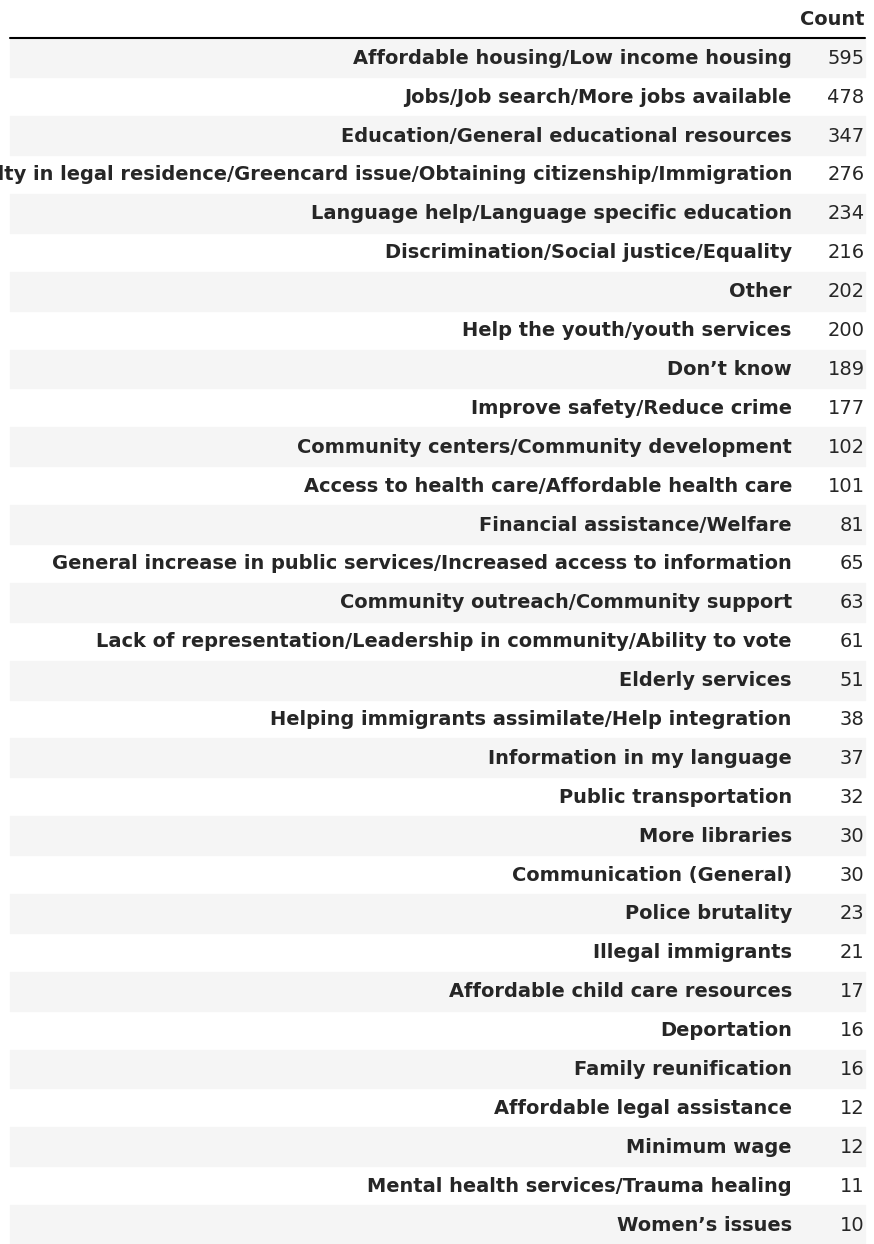 Count
Affordable housing/Low income housing 595
Jobs/Job search/More jobs available 478
Education/General educational resources 347
in legal residence/Greencard issue/Obtaining citizenship/Immigration 276
Language help/Language specific education 234
Discrimination/Social justice/Equality 216
Other 202
Help the youth/youth services 200
Don’t know 189
Improve safety/Reduce crime 177
Community centers/Community development 102
Access to health care/Affordable health care 101
Financial assistance/Welfare 81
General increase in public services/Increased access to information 65
Community outreach/Community support 63
Lack of representation/Leadership in community/Ability to vote 61
Elderly services 51
Helping immigrants assimilate/Help integration 38
Information in my language 37
Public transportation 32
More libraries 30
Communication (General) 30
Police brutality 23
Illegal immigrants 21
Affordable child care resources 17
Deportation 16
Family reunification 16
Affordable legal assistance 12
Minimum wage 12
Mental health services/Trauma healing 11
Women’s issues 10